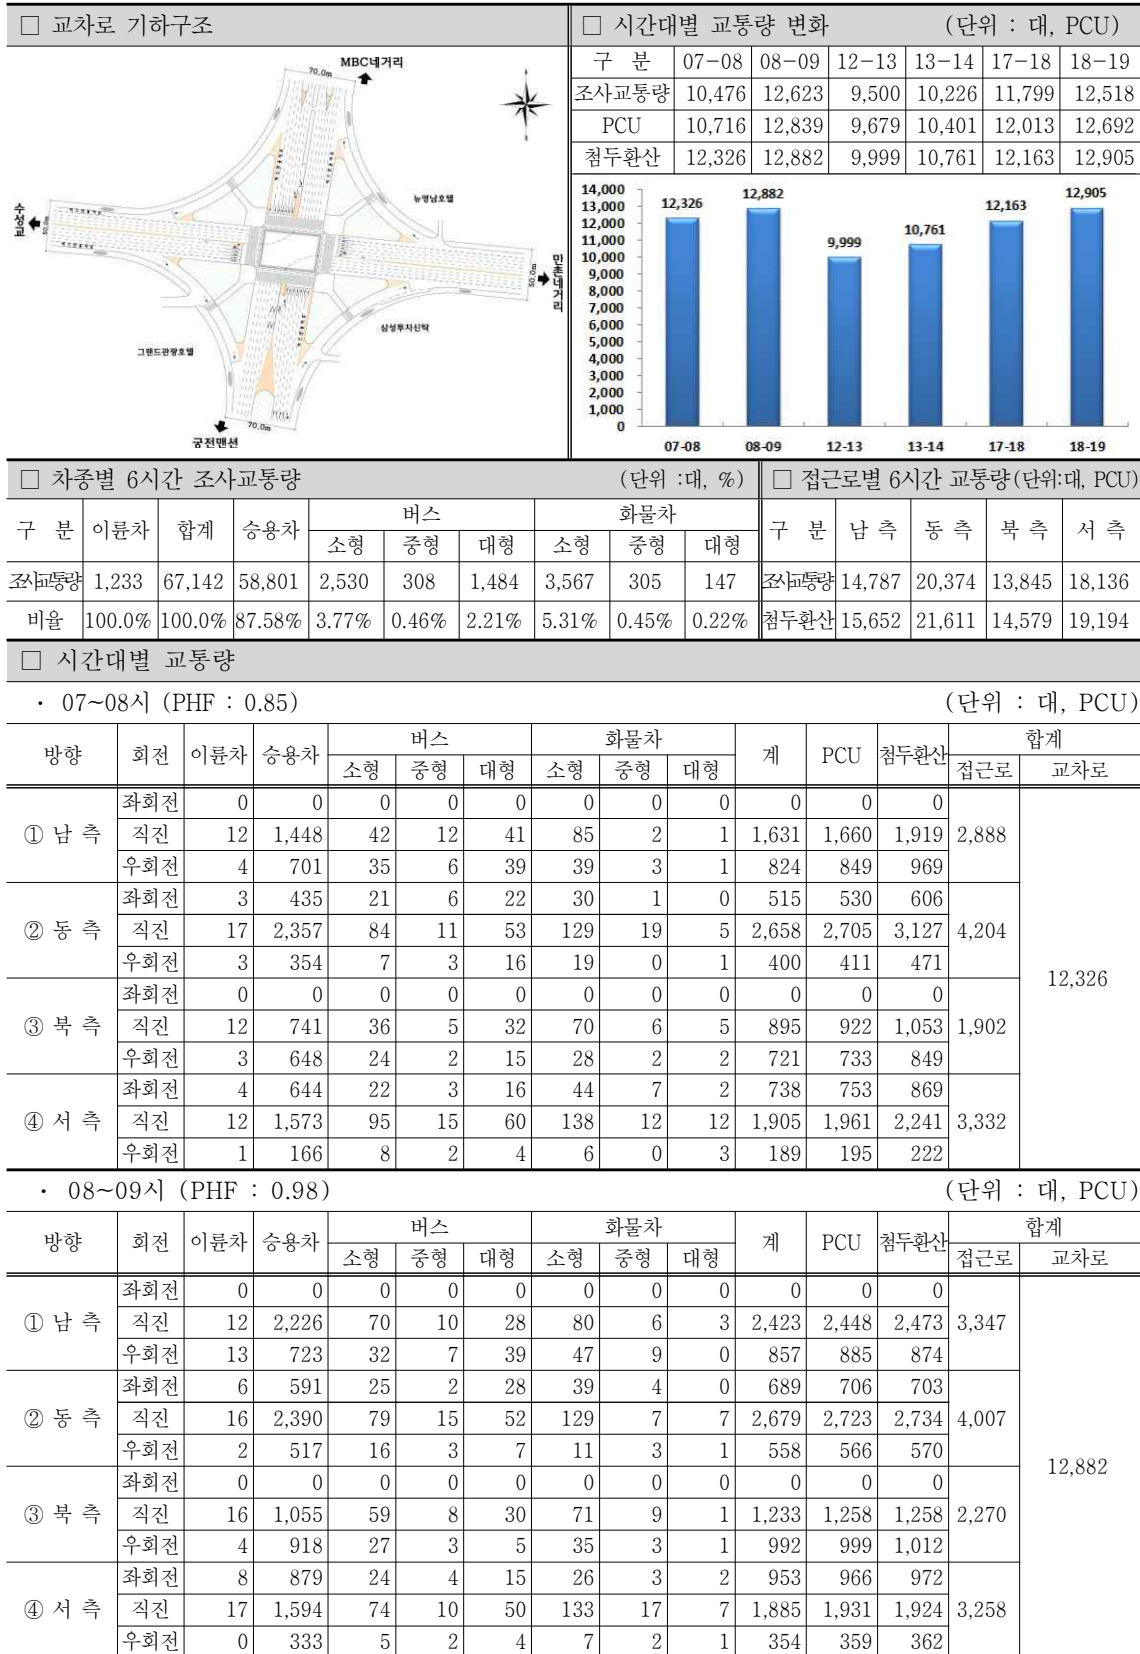 □ 교차로 기하구조
□ 시간대별 교통량 변화 (단위 : 대, PCU)
MBC네거리
70.0m
뉴영남호텔
수성교
50.0m
만촌네거리
50.0m
삼성투자신탁
그랜드관광호텔
70.0m
궁전맨션
구 분 07-08 08-09 12-13 13-14 17-18 18-19
조사교통량 10,476 12,623 9,500 10,226 11,799 12,518
PCU 10,716 12,839 9,679 10,401 12,013 12,692
첨두환산 12,326 12,882 9,999 10,761 12,163 12,905
14,000
13,000
12,000
11,000
10,000
9,000
8,000
7,000
6,000
5,000
4,000
3,000
2,000
1,000
0
12,326 12,882 9,999 10,761 12,163 12,905
07-08 08-09 12-13 13-14 17-18 18-19
□ 차종별 6시간 조사교통량 (단위 :대, %)
구 분 이륜차 합계 승용차 버스 화물차
소형 중형 대형 소형 중형 대형
조사교통량 1,233 67,142 58,801 2,530 308 1,484 3,567 305 147
비율 100.0% 100.0% 87.58% 3.77% 0.46% 2.21% 5.31% 0.45% 0.22%
□ 접근로별 6시간 교통량(단위:대, PCU)
구 분 남 측 동 측 북 측 서 측
조사교통량 14,787 20,374 13,845 18,136
첨두환산 15,652 21,611 14,579 19,194
□ 시간대별 교통량
· 07~08시 (PHF : 0.85) (단위 : 대, PCU)
방향 회전 이륜차 승용차 버스 화물차 계 PCU 첨두환산 합계
소형 중형 대형 소형 중형 대형 접근로 교차로
좌회전 0 0 0 0 0 0 0 0 0 0 0
① 남 측 직진 12 1,448 42 12 41 85 2 1 1,631 1,660 1,919 2,888
우회전 4 701 35 6 39 39 3 1 824 849 969
좌회전 3 435 21 6 22 30 1 0 515 530 606
② 동 측 직진 17 2,357 84 11 53 129 19 5 2,658 2,705 3,127 4,204
우회전 3 354 7 3 16 19 0 1 400 411 471
12,326
좌회전 0 0 0 0 0 0 0 0 0 0 0
③ 북 측 직진 12 741 36 5 32 70 6 5 895 922 1,053 1,902
우회전 3 648 24 2 15 28 2 2 721 733 849
좌회전 4 644 22 3 16 44 7 2 738 753 869
④ 서 측 직진 12 1,573 95 15 60 138 12 12 1,905 1,961 2,241 3,332
우회전 1 166 8 2 4 6 0 3 189 195 222
· 08~09시 (PHF : 0.98) (단위 : 대, PCU)
방향 회전 이륜차 승용차 버스 화물차 계 PCU 첨두환산 합계
소형 중형 대형 소형 중형 대형 접근로 교차로
좌회전 0 0 0 0 0 0 0 0 0 0 0
① 남 측 직진 12 2,226 70 10 28 80 6 3 2,423 2,448 2,473 3,347
우회전 13 723 32 7 39 47 9 0 857 885 874
좌회전 6 591 25 2 28 39 4 0 689 706 703
② 동 측 직진 16 2,390 79 15 52 129 7 7 2,679 2,723 2,734 4,007
우회전 2 517 16 3 7 11 3 1 558 566 570
12,882
좌회전 0 0 0 0 0 0 0 0 0 0 0
③ 북 측 직진 16 1,055 59 8 30 71 9 1 1,233 1,258 1,258 2,270
우회전 4 918 27 3 5 35 3 1 992 999 1,012
좌회전 8 879 24 4 15 26 3 2 953 966 972
④ 서 측 직진 17 1,594 74 10 50 133 17 7 1,885 1,931 1,924 3,258
우회전 0 333 5 2 4 7 2 1 354 359 362